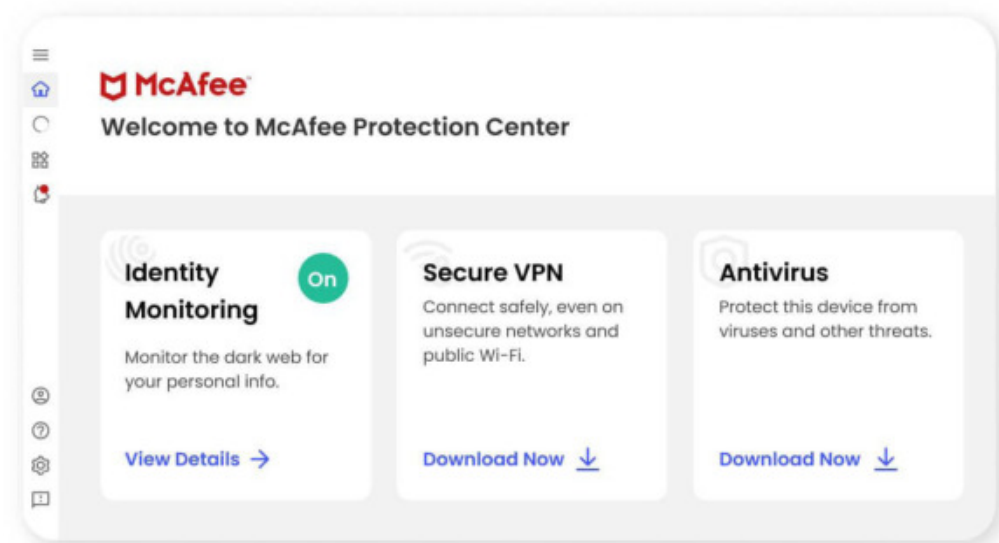 McAfee
Welcome to McAfee Protection Center
Identity
Monitoring
On
Monitor the dark web for
your personal info.
View Details
Secure VPN
Connect safely, even on
unsecure networks and
public Wi-Fi.
Download Now
Antivirus
Protect this device from
viruses and other threats.
Download Now